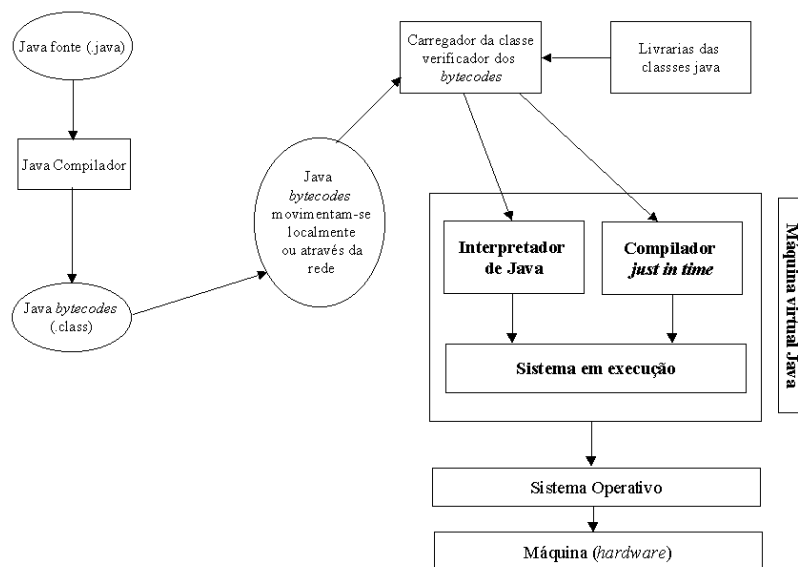 Java fonte (.java)
Java Compilador
Java bytecodes
(.class)
Java
bytecodes
movimentam-se
localmente
ou através da
rede
Carregador da classe
verificador dos
bytecodes
Livrarias das
classses java
Interpretador
de Java
Compilador
just in time
Sistema em execução
Máquina virtual Java
Sistema Operativo
Máquina (hardware)